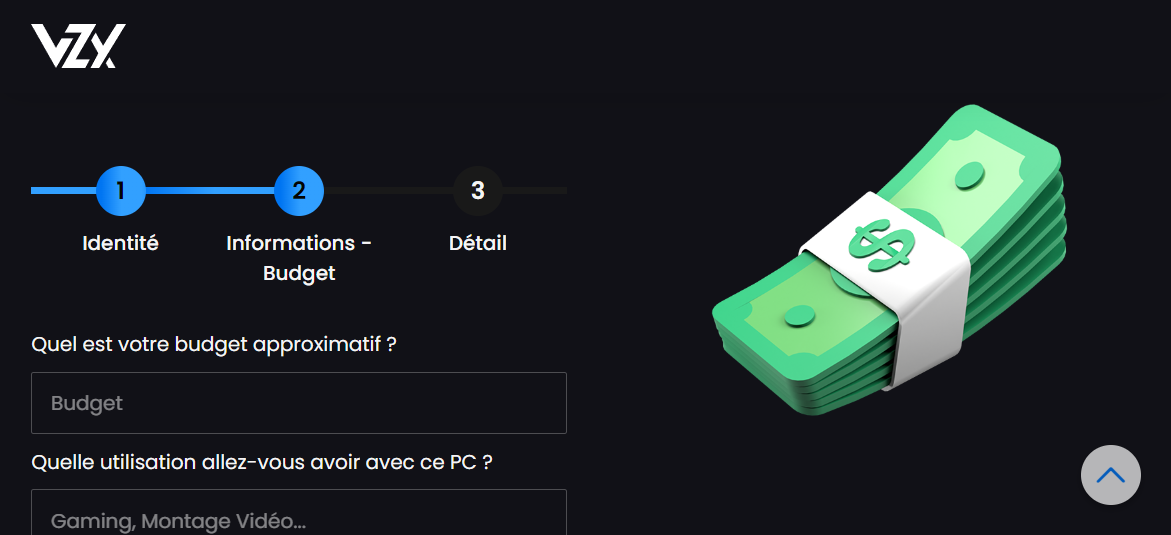 VZY
1
2
3
Identité
Informations -
Budget
Détail
Quel est votre budget approximatif ?
Budget
Quelle utilisation allez-vous avoir avec ce PC ?
Gaming, Montage Vidéo...
$